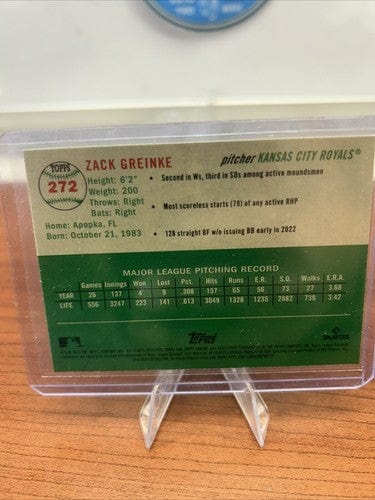 TOPPS
272
ZACK GREINKE
pitcher KANSAS CITY ROYALS®
Height: 6'2"
Weight: 200
Throws: Right
Bats: Right
Home: Apopka, FL
Born: October 21, 1983
• Second in Ws, third in SOs among active moundsmen
• Most scoreless starts (79) of any active RHP
• 128 straight BF w/o issuing BB early in 2022
MAJOR LEAGUE PITCHING RECORD
Games Innings Won Lost Pct. Hits Runs E.R. S.O. Walks E.R.A.
YEAR 26 137 4 9 .308 157 65 56 73 27 3.68
LIFE 556 3247 223 141 .613 3049 1328 1235 2882 739 3.42
Topps
PLAYERS